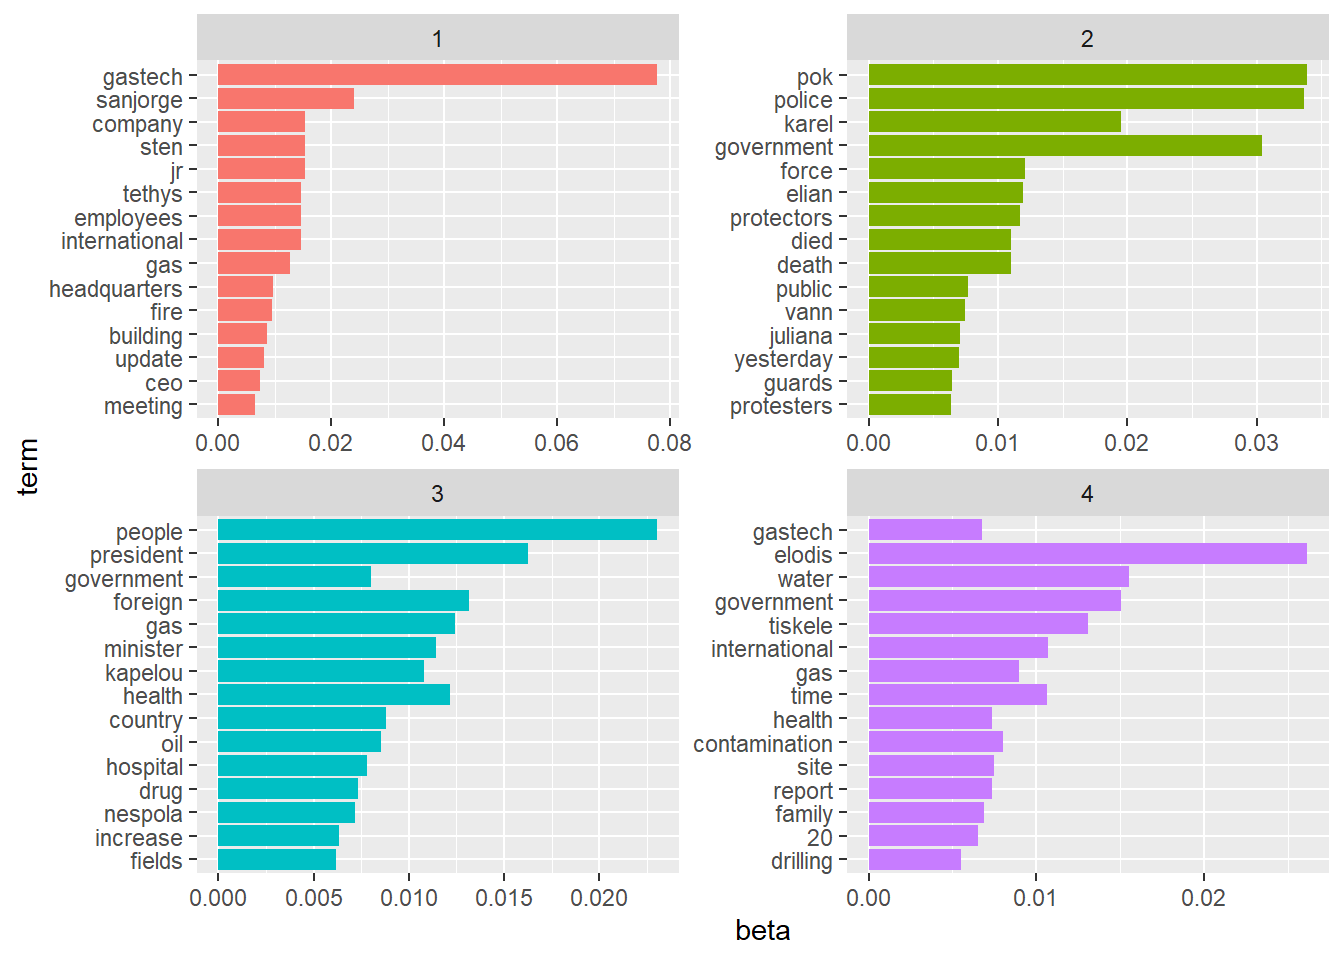 1
gastech
sanjorge
company
sten
jr
tethys
employees
international
gas
headquarters
fire
building
update
ceo
meeting
0.00 0.02 0.04 0.06 0.08
2
pok
police
karel
government
force
elian
protectors
died
death
public
vann
juliana
yesterday
guards
protesters
0.00 0.01 0.02 0.03
term
3
people
president
government
foreign
gas
minister
kapelou
health
country
oil
hospital
drug
nespola
increase
fields
0.000 0.005 0.010 0.015 0.020
4
gastech
elodis
water
government
tiskele
international
gas
time
health
contamination
site
report
family
20
drilling
0.00 0.01 0.02
beta